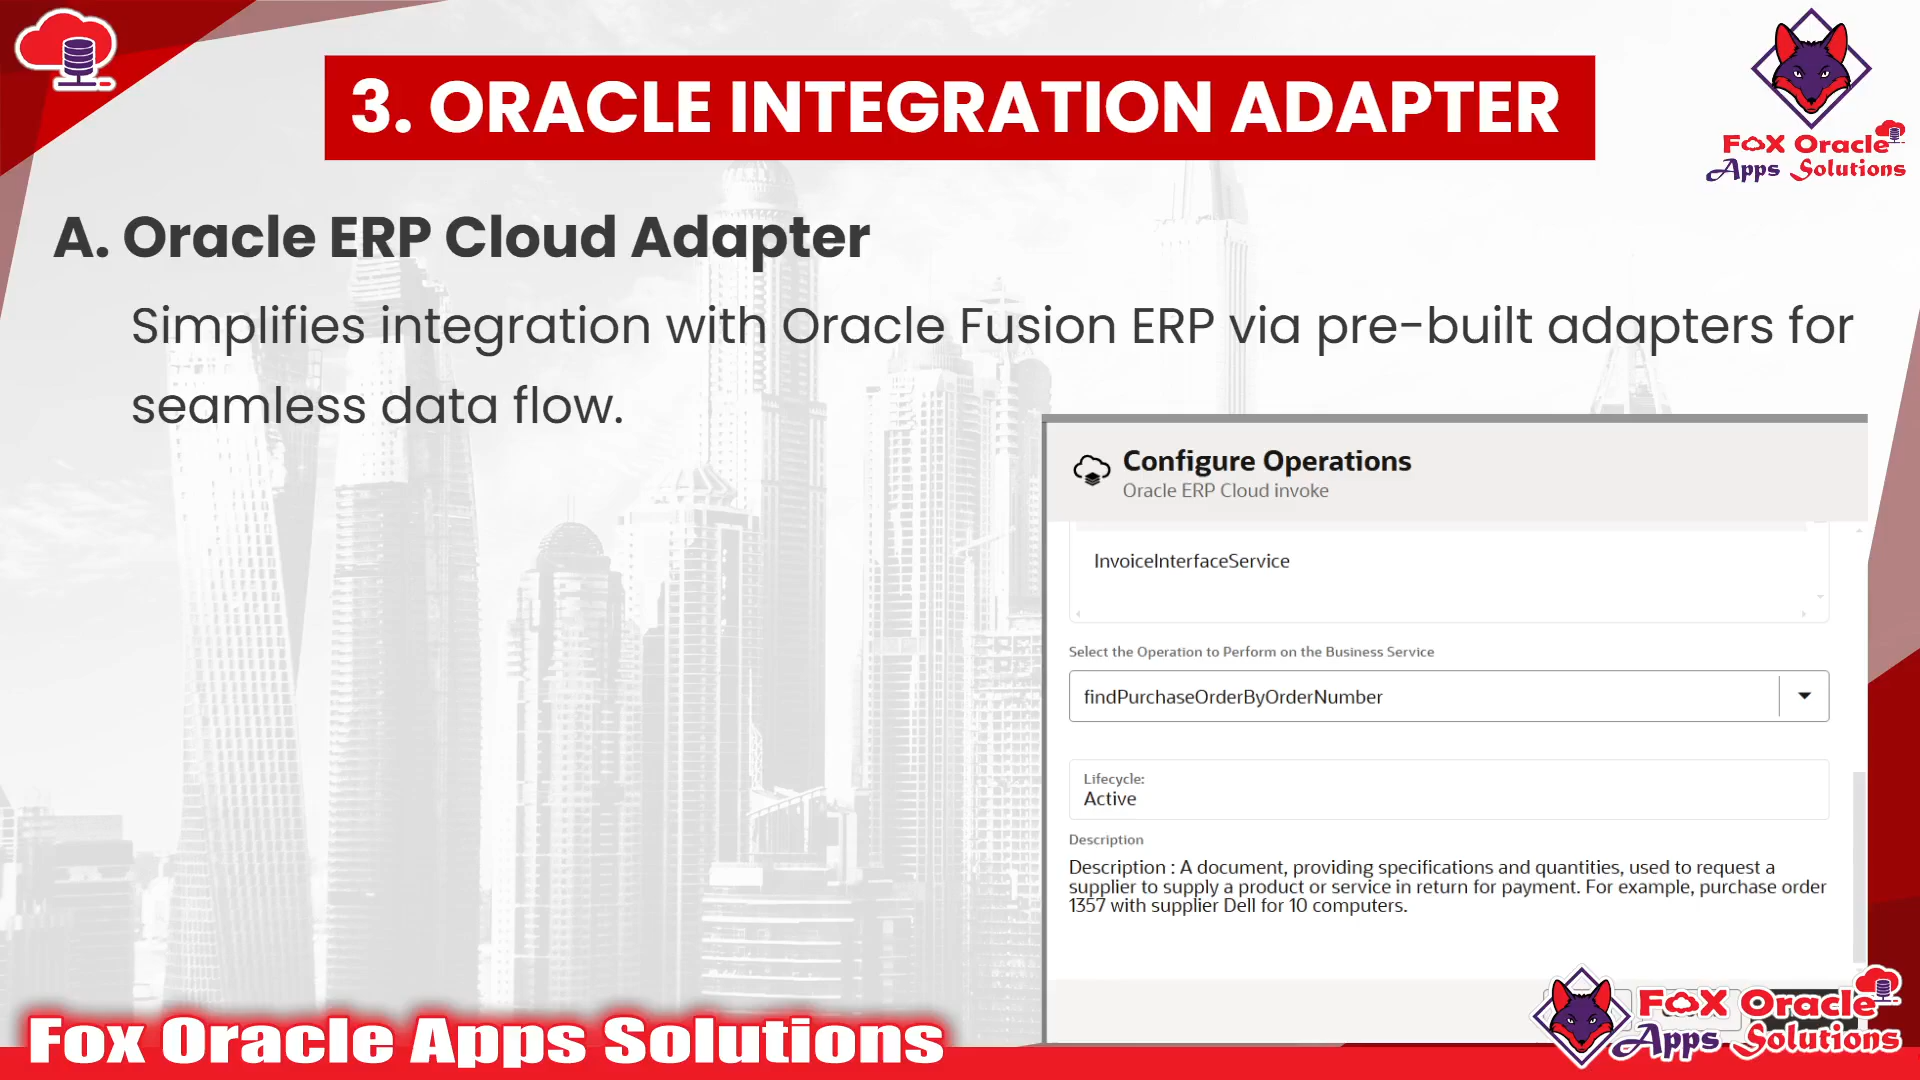 3. ORACLE INTEGRATION ADAPTER
FOX Oracle
Apps Solutions
A. Oracle ERP Cloud Adapter
Simplifies integration with Oracle Fusion ERP via pre-built adapters for
seamless data flow.
Configure Operations
Oracle ERP Cloud invoke
InvoiceInterfaceService
Select the Operation to Perform on the Business Service
findPurchaseOrderByOrderNumber
Lifecycle:
Active
Description
Description : A document, providing specifications and quantities, used to request a
supplier to supply a product or service in return for payment. For example, purchase order
1357 with supplier Dell for 10 computers.
Fox Oracle Apps Solutions
FOX Oracle
Apps Solutions